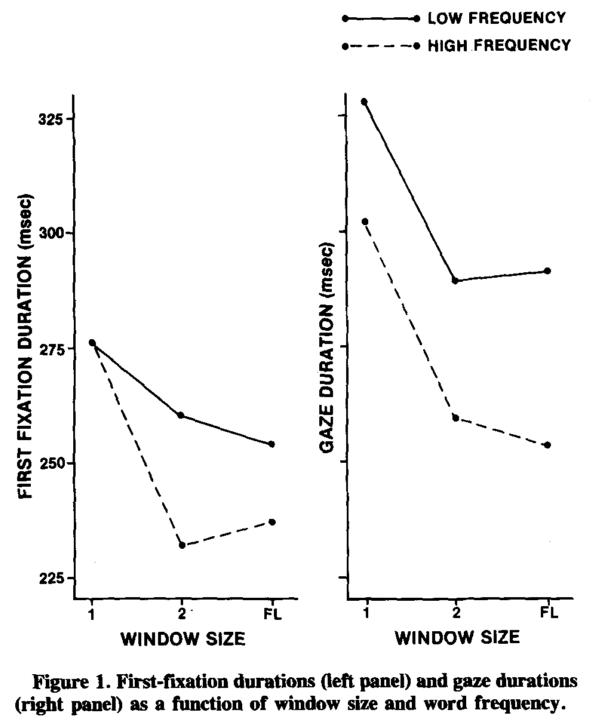 LOW FREQUENCY
HIGH FREQUENCY
FIRST FIXATION DURATION (msec)
325
300
275
250
225
1
2
FL
WINDOW SIZE
GAZE DURATION (msec)
1
2
FL
WINDOW SIZE
Figure 1. First-fixation durations (left panel) and gaze durations
(right panel) as a function of window size and word frequency.